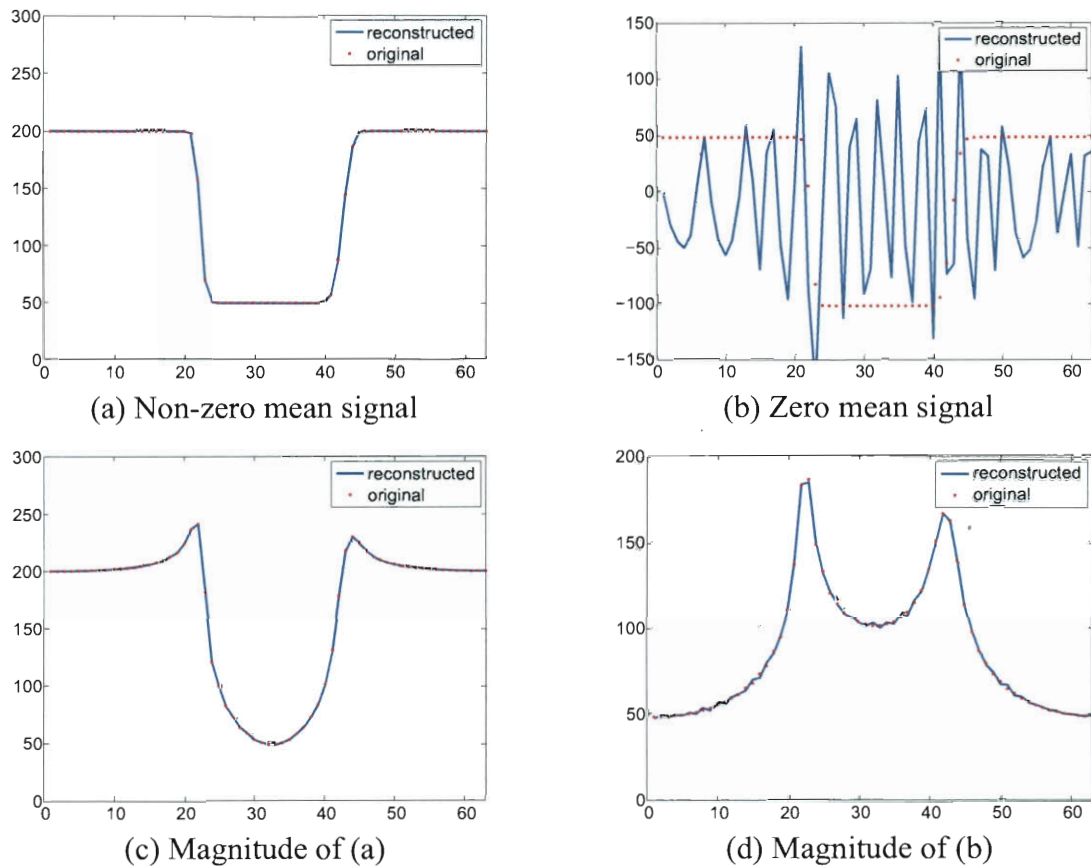 300
250
200
150
100
50
0
0 10 20 30 40 50 60
reconstructed
original
(a) Non-zero mean signal
150
100
50
0
−50
−100
−150
0 10 20 30 40 50 60
reconstructed
original
(b) Zero mean signal
300
250
200
150
100
50
0
0 10 20 30 40 50 60
reconstructed
original
(c) Magnitude of (a)
200
150
100
50
0
0 10 20 30 40 50 60
reconstructed
original
(d) Magnitude of (b)